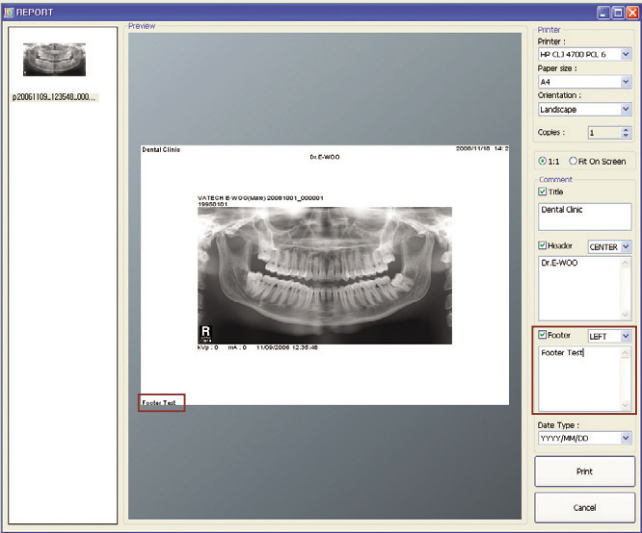 REPORT
Preview
p20061109_123548_000...
Dental Clinic
2006/11/16 14:2
Dr.E-WOO
VATECH E-WOO(Male) 20061001_000001
19950101
R
kVp : 0 mA : 0 11/09/2006 12:35:48
Footer Test
Printer
Printer :
HP CLJ 4700 PCL 6
Paper size :
A4
Orientation :
Landscape
Copies :
1
1:1
Fit On Screen
Comment
Title
Dental Clinic
Header
CENTER
Dr.E-WOO
Footer
LEFT
Footer Test
Date Type :
YYYY/MM/DD
Print
Cancel